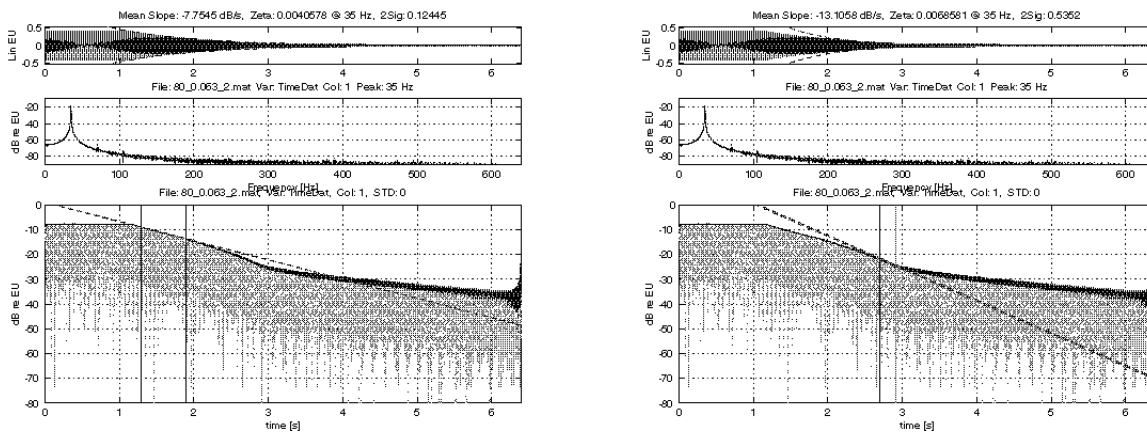 Mean Slope: -7.7545 dB/s, Zeta: 0.0040578 @ 35 Hz, 2Sig: 0.12445
0.5
0
-0.5
Lin EU
0 1 2 3 4 5 6
File: 80_0.063_2.mat Var: TimeDat Col: 1 Peak: 35 Hz
-20
-40
-60
-80
dB re EU
0 100 200 300 400 500 600
Frequency [Hz]
File: 80_0.063_2.mat, Var: TimeDat, Col: 1, STD: 0
0
-10
-20
-30
-40
-50
-60
-70
-80
dB re EU
0 1 2 3 4 5 6
time [s]
Mean Slope: -13.1058 dB/s, Zeta: 0.0068581 @ 35 Hz, 2Sig: 0.5352
0.5
0
-0.5
Lin EU
0 1 2 3 4 5 6
File: 80_0.063_2.mat Var: TimeDat Col: 1 Peak: 35 Hz
-20
-40
-60
-80
dB re EU
0 100 200 300 400 500 600
Frequency [Hz]
File: 80_0.063_2.mat, Var: TimeDat, Col: 1, STD: 0
0
-10
-20
-30
-40
-50
-60
-70
-80
dB re EU
0 1 2 3 4 5 6
time [s]